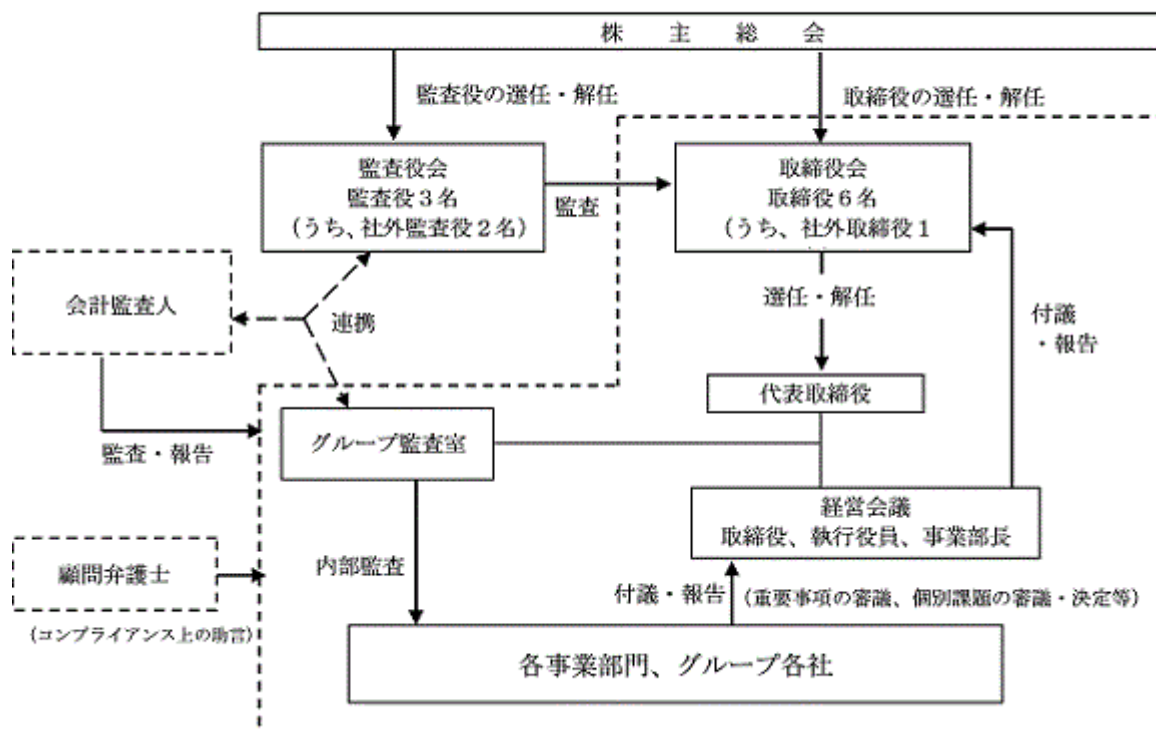 株主総会
監査役の選任・解任
取締役の選任・解任
監査役会
監査役３名
（うち、社外監査役２名）
監査
取締役会
取締役６名
（うち、社外取締役１
会計監査人
連携
選任・解任
付議
・報告
代表取締役
グループ監査室
監査・報告
経営会議
取締役、執行役員、事業部長
顧問弁護士
（コンプライアンス上の助言）
内部監査
付議・報告
（重要事項の審議、個別課題の審議・決定等）
各事業部門、グループ各社